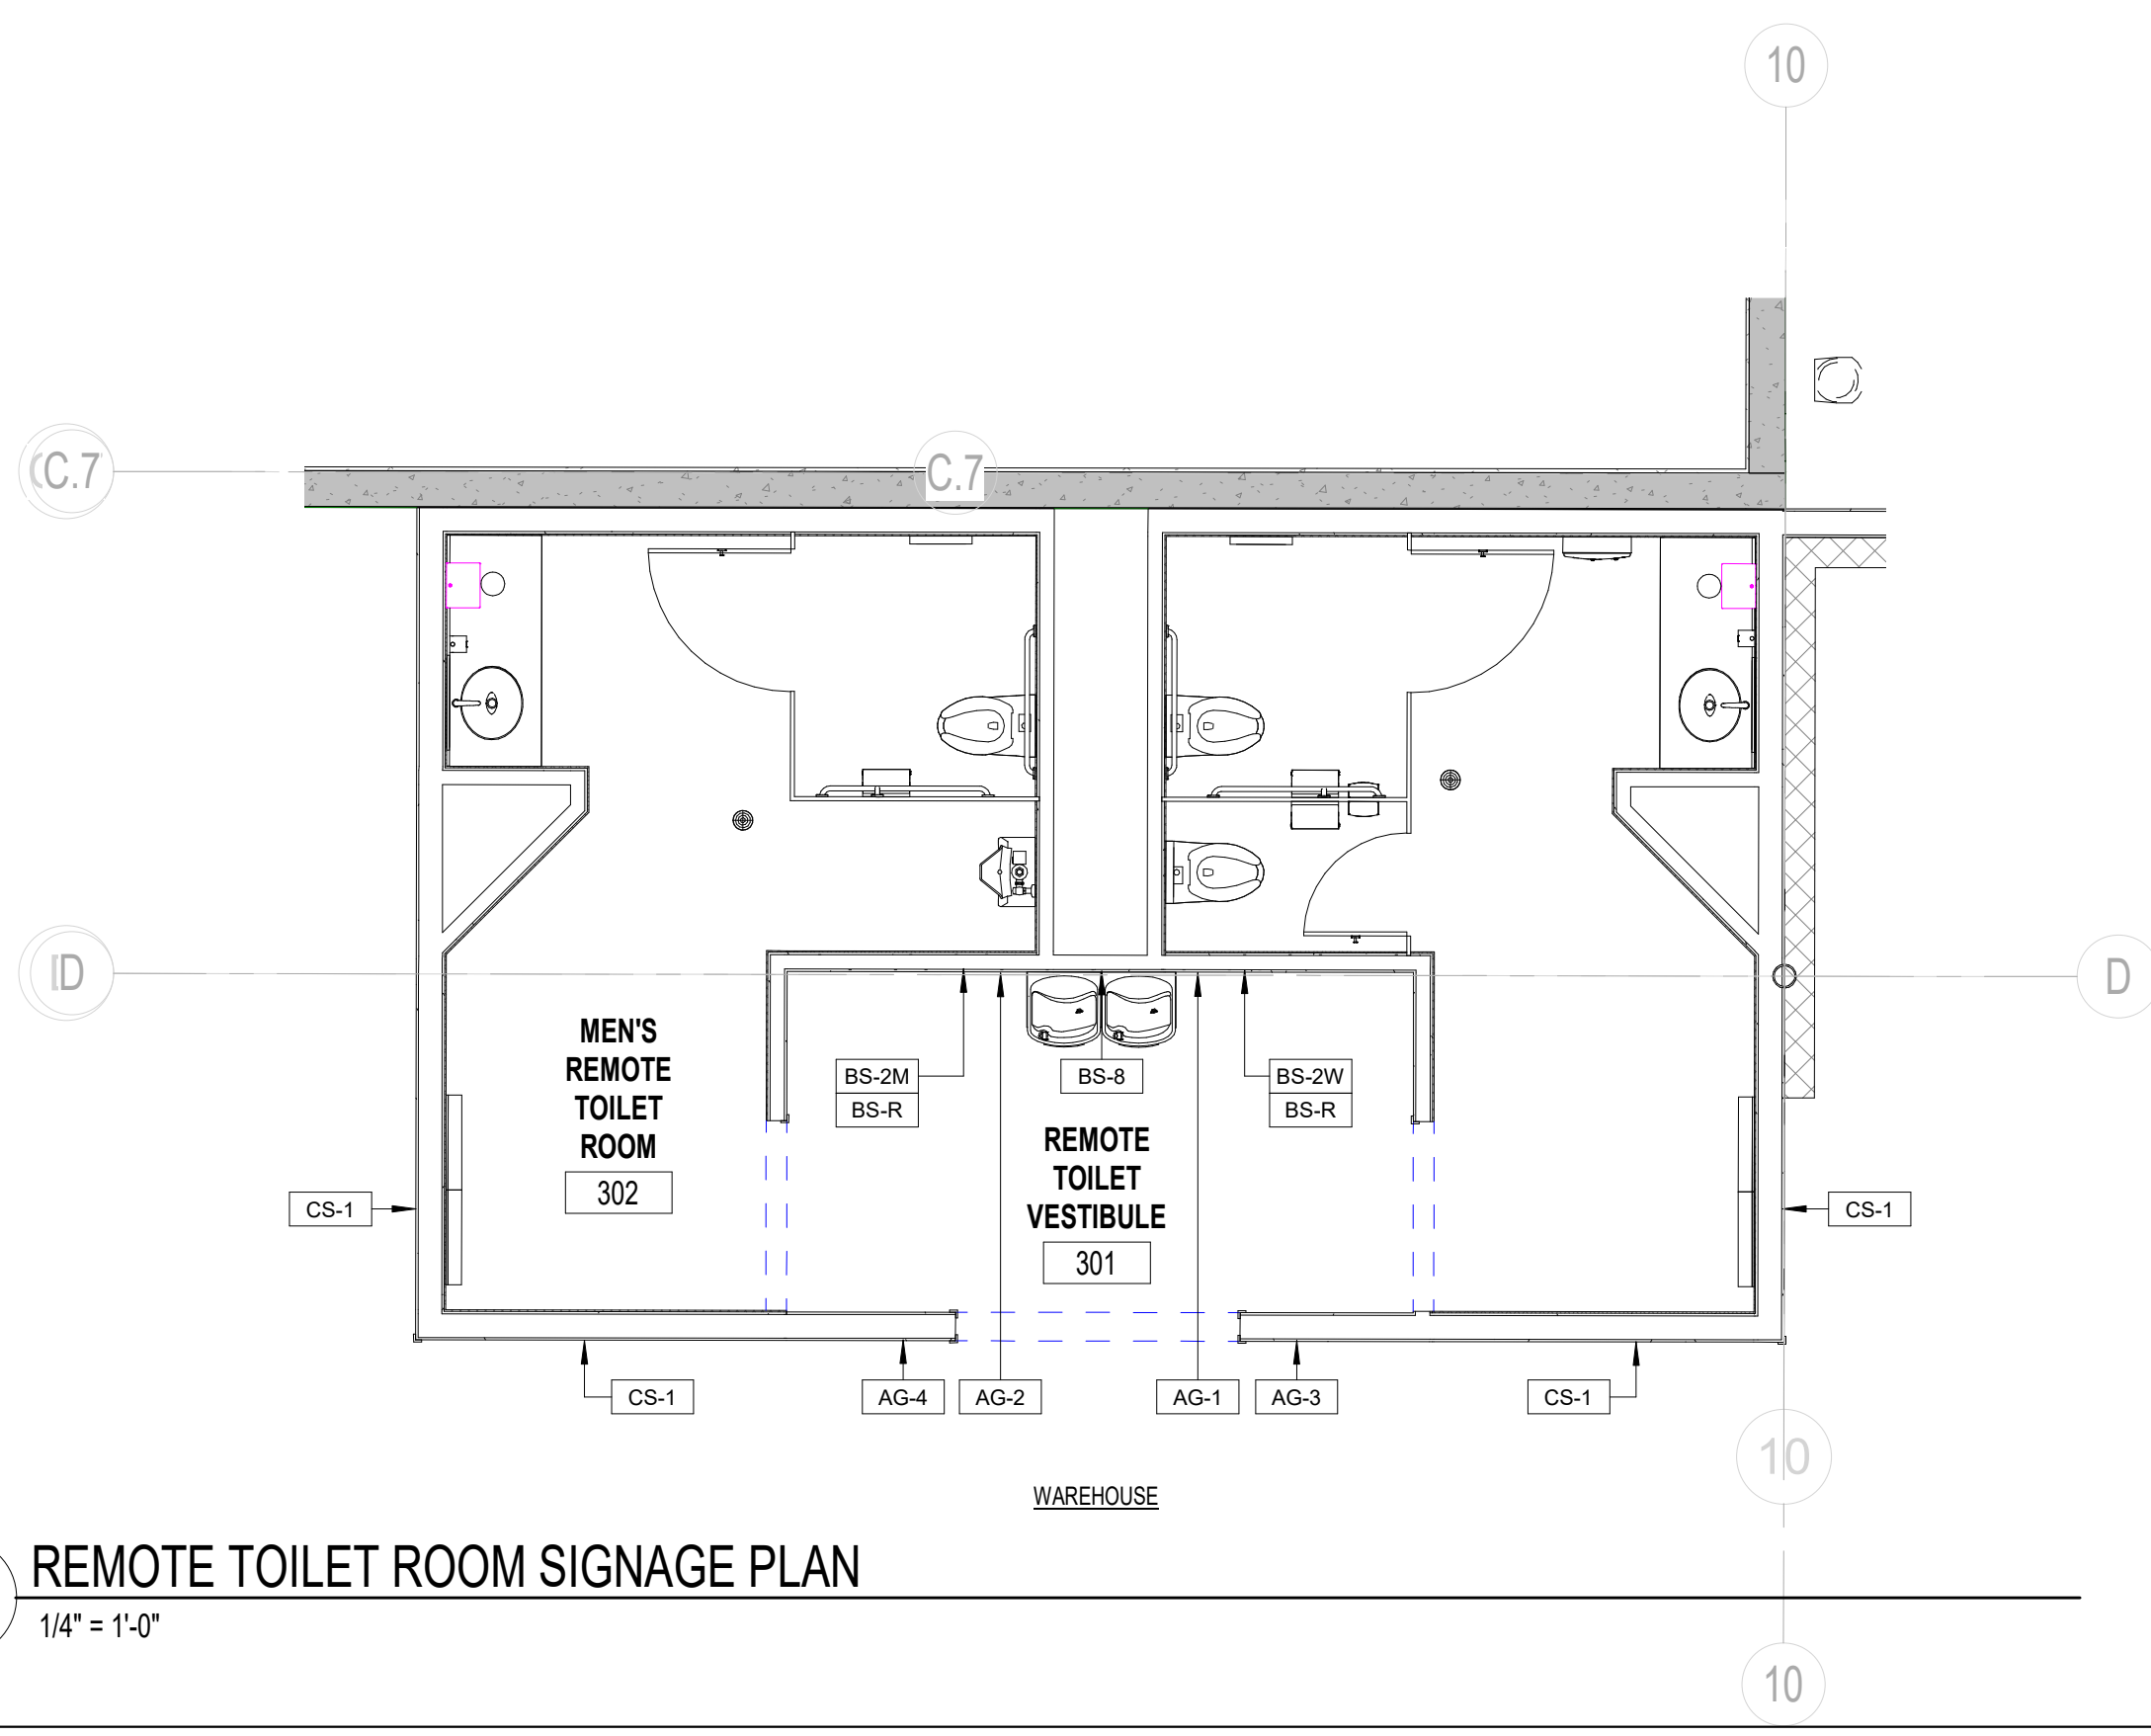 10
C.7
C.7
D
D
MEN'S
REMOTE
TOILET
ROOM
302
BS-2M
BS-R
BS-8
BS-2W
BS-R
REMOTE
TOILET
VESTIBULE
301
CS-1
CS-1
CS-1
AG-4
AG-2
AG-1
AG-3
CS-1
10
WAREHOUSE
REMOTE TOILET ROOM SIGNAGE PLAN
1/4" = 1'-0"
10